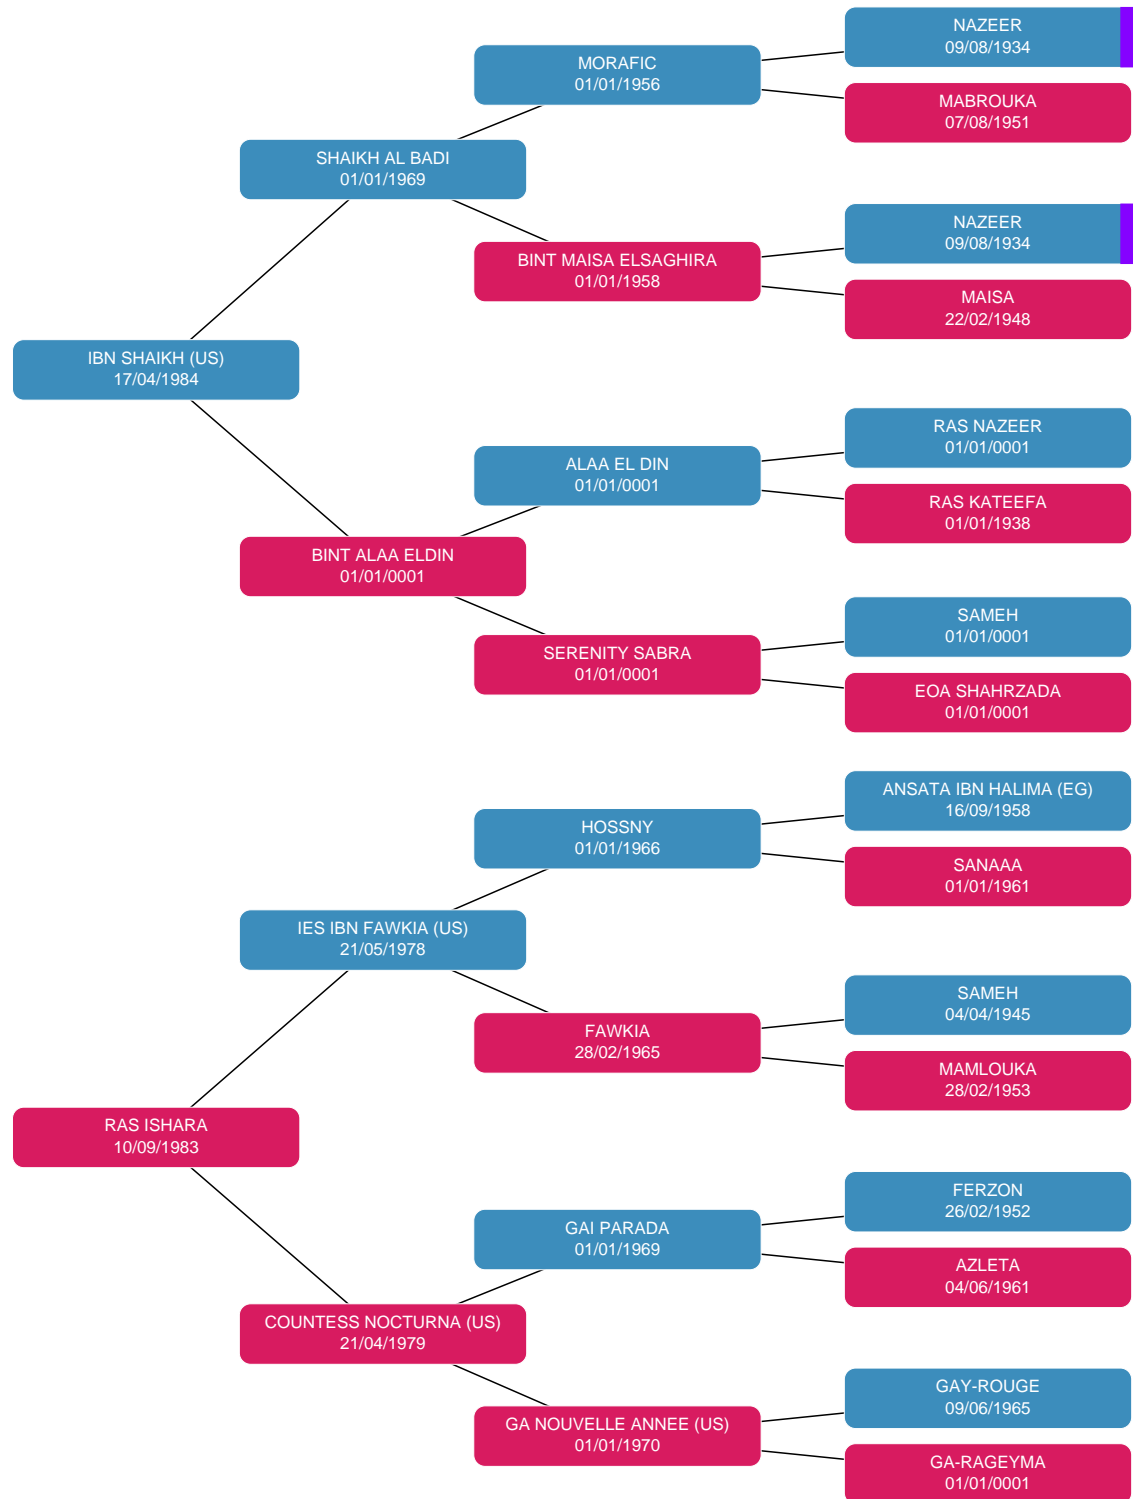 NAZEER
09/08/1934
MORAFIC
01/01/1956
MABROUKA
07/08/1951
SHAIKH AL BADI
01/01/1969
NAZEER
09/08/1934
BINT MAISA ELSAGHIRA
01/01/1958
MAISA
22/02/1948
IBN SHAIKH (US)
17/04/1984
RAS NAZEER
01/01/0001
ALAA EL DIN
01/01/0001
RAS KATEEFA
01/01/1938
BINT ALAA ELDIN
01/01/0001
SAMEH
01/01/0001
SERENITY SABRA
01/01/0001
EOA SHAHRZADA
01/01/0001
ANSATA IBN HALIMA (EG)
16/09/1958
HOSSNY
01/01/1966
SANAAA
01/01/1961
IES IBN FAWKIA (US)
21/05/1978
SAMEH
04/04/1945
FAWKIA
28/02/1965
MAMLOUKA
28/02/1953
RAS ISHARA
10/09/1983
FERZON
26/02/1952
GAI PARADA
01/01/1969
AZLETA
04/06/1961
COUNTESS NOCTURNA (US)
21/04/1979
GAY-ROUGE
09/06/1965
GA NOUVELLE ANNEE (US)
01/01/1970
GA-RAGEYMA
01/01/0001